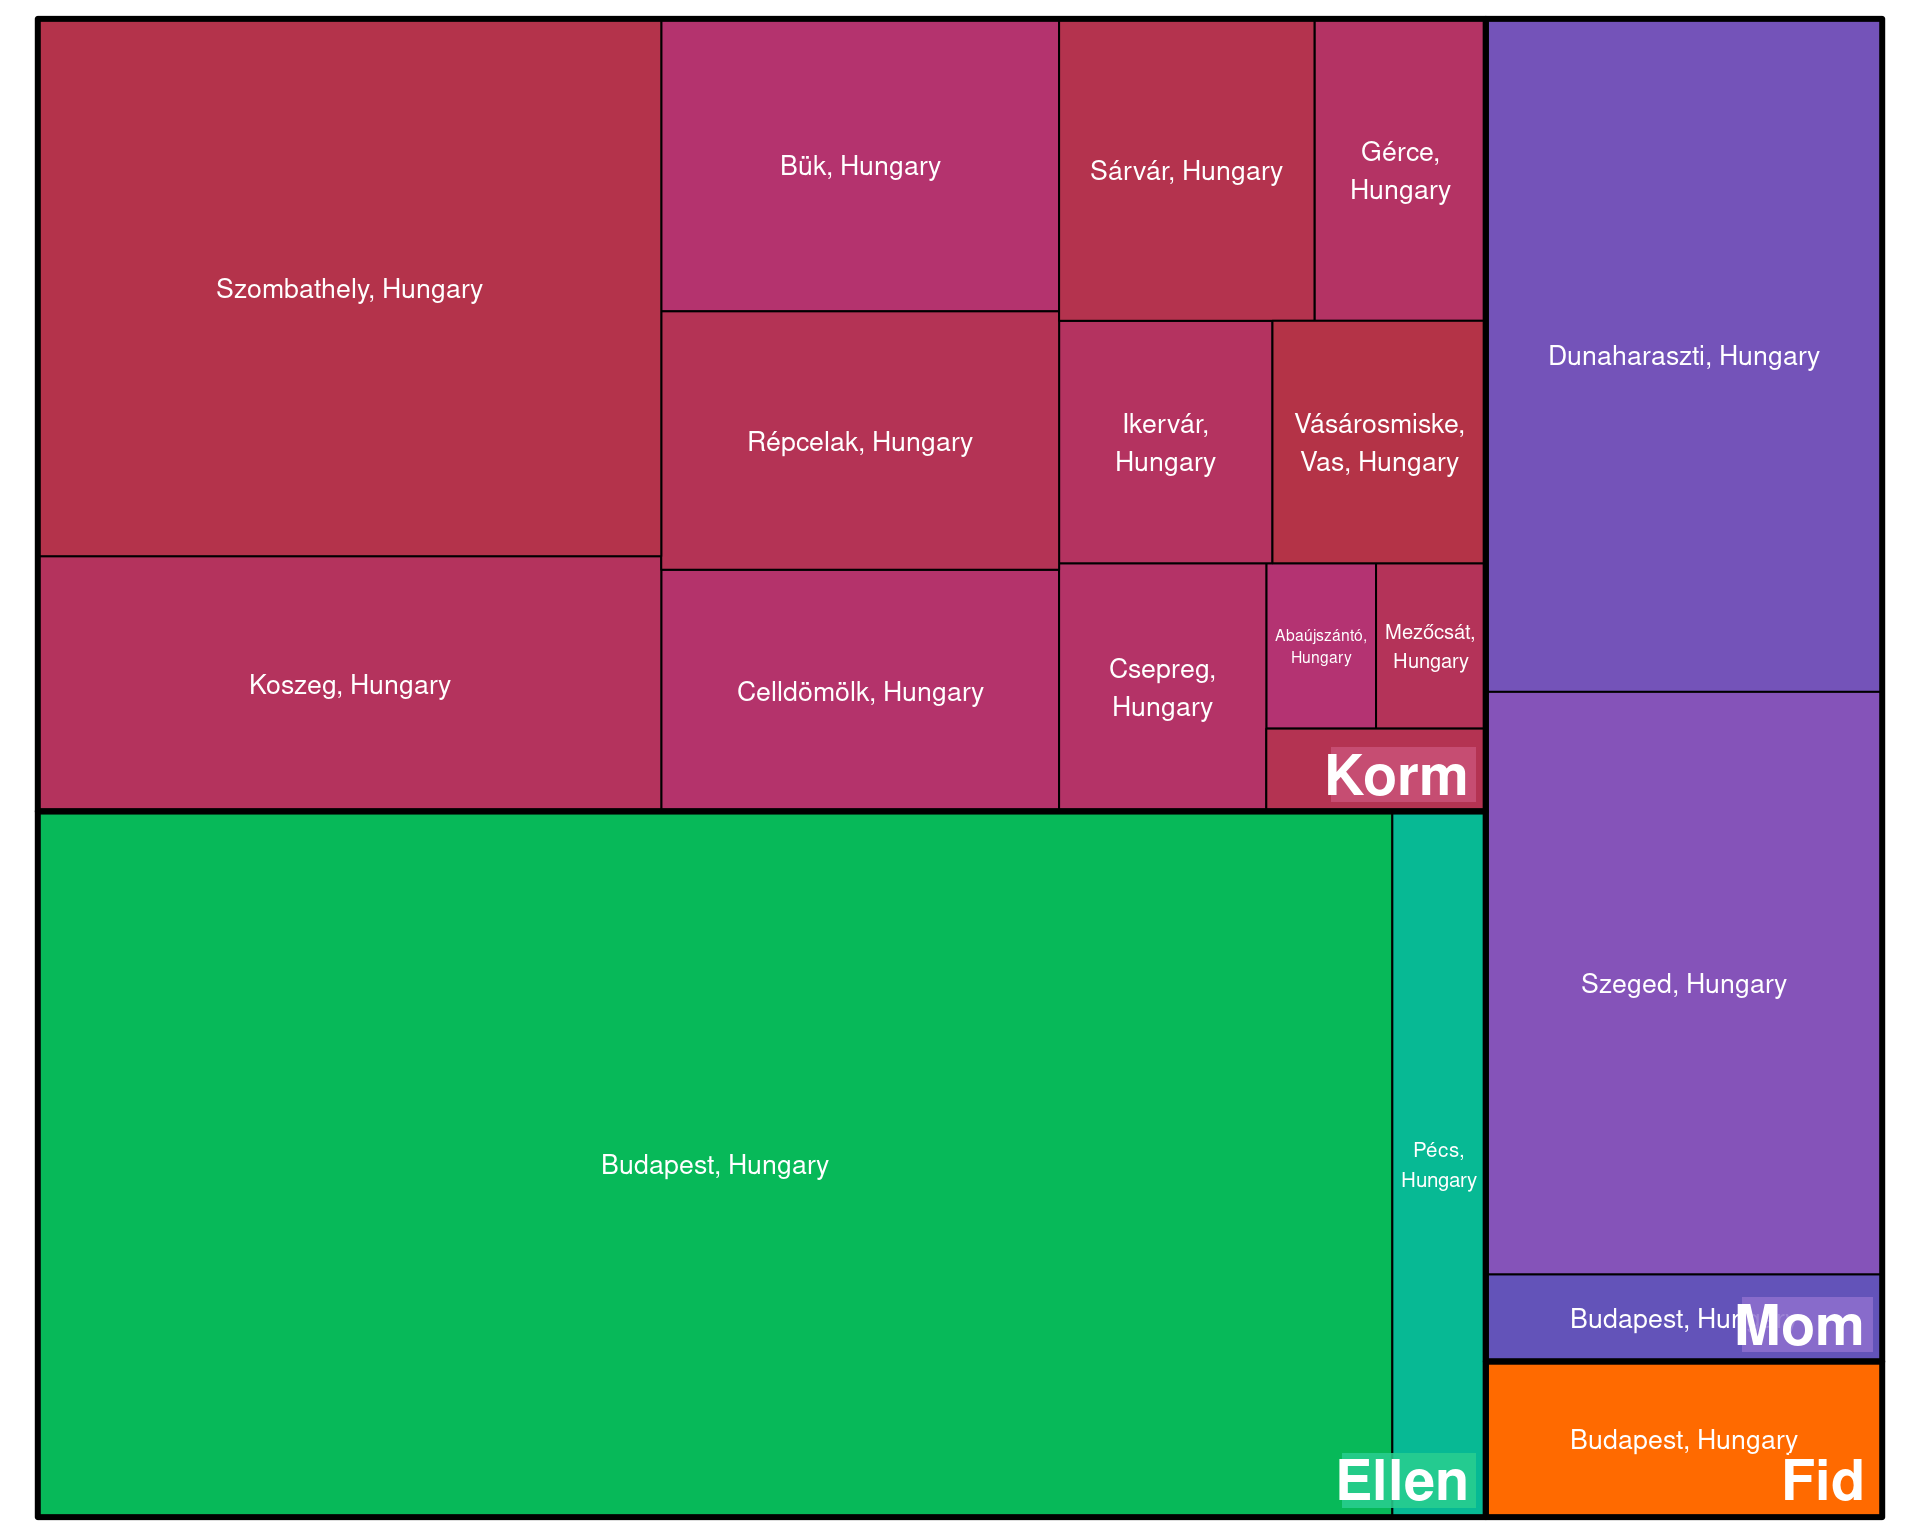 Szombathely, Hungary
Koszeg, Hungary
Bük, Hungary
Répcelak, Hungary
Celldömölk, Hungary
Sárvár, Hungary
Gérce,
Hungary
Ikervár,
Hungary
Vásárosmiske,
Vas, Hungary
Csepreg,
Hungary
Abaújszántó,
Hungary
Mezőcsát,
Hungary
Korm
Budapest, Hungary
Pécs,
Hungary
Ellen
Dunaharaszti, Hungary
Szeged, Hungary
Budapest,
Mom
Budapest, Hungary
Fid